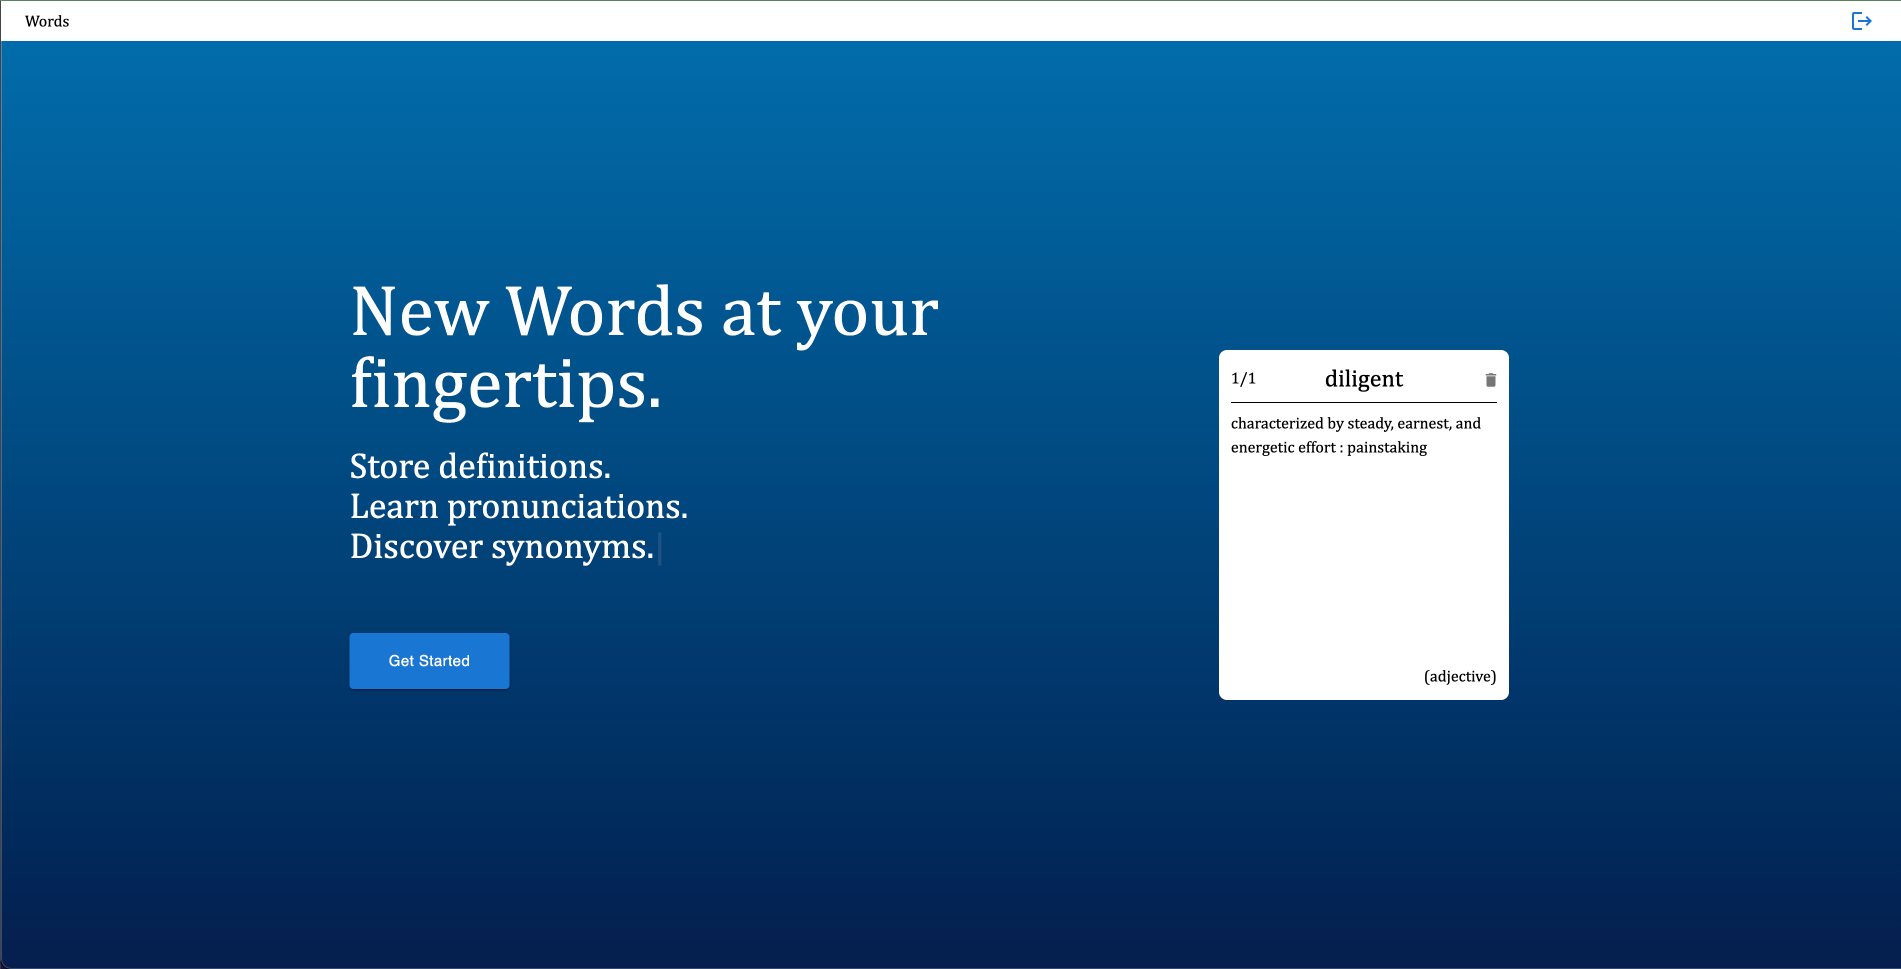 Words
New Words at your
fingertips.
Store definitions.
Learn pronunciations.
Discover synonyms.
Get Started
1/1 diligent
characterized by steady, earnest, and
energetic effort : painstaking
(adjective)